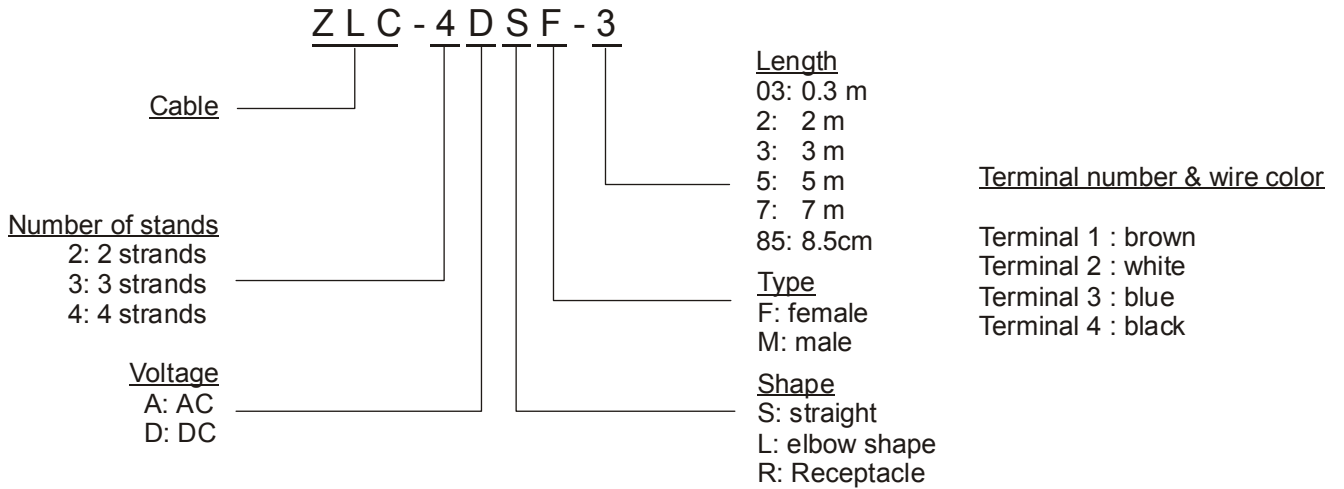 ZLC-4DSF-3
Cable
Number of stands
2: 2 strands
3: 3 strands
4: 4 strands
Voltage
A: AC
D: DC
Length
03: 0.3 m
2: 2 m
3: 3 m
5: 5 m
7: 7 m
85: 8.5cm
Type
F: female
M: male
Shape
S: straight
L: elbow shape
R: Receptacle
Terminal number & wire color
Terminal 1 : brown
Terminal 2 : white
Terminal 3 : blue
Terminal 4 : black